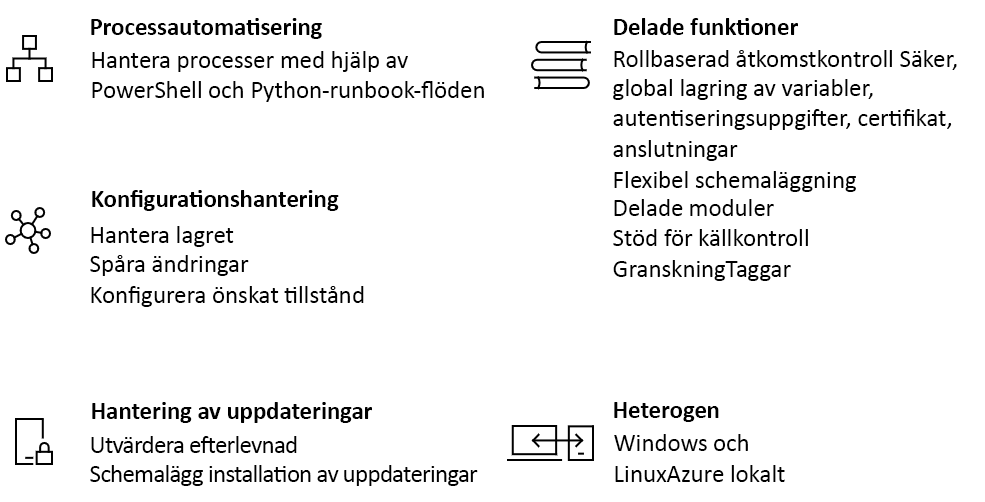 Processautomatisering
Hantera processer med hjälp av
PowerShell och Python-runbook-flöden
Konfigurationshantering
Hantera lagret
Spåra ändringar
Konfigurera önskat tillstånd
Hantering av uppdateringar
Utvärdera efterlevnad
Schemalägg installation av uppdateringar
Delade funktioner
Rollbaserad åtkomstkontroll Säker,
global lagring av variabler,
autentiseringsuppgifter, certifikat,
anslutningar
Flexibel schemaläggning
Delade moduler
Stöd för källkontroll
GranskningTaggar
Heterogen
Windows och
LinuxAzure lokalt